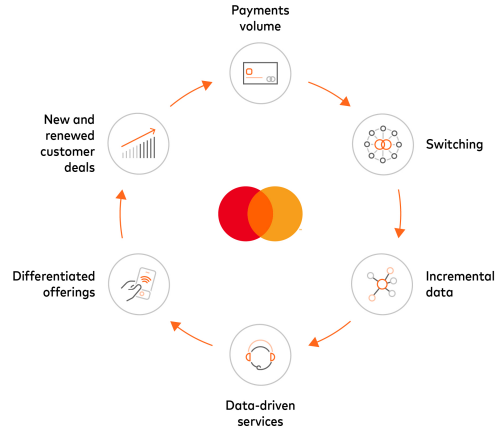 Payments
volume
Switching
Incremental
data
Data-driven
services
Differentiated
offerings
New and
renewed
customer
deals